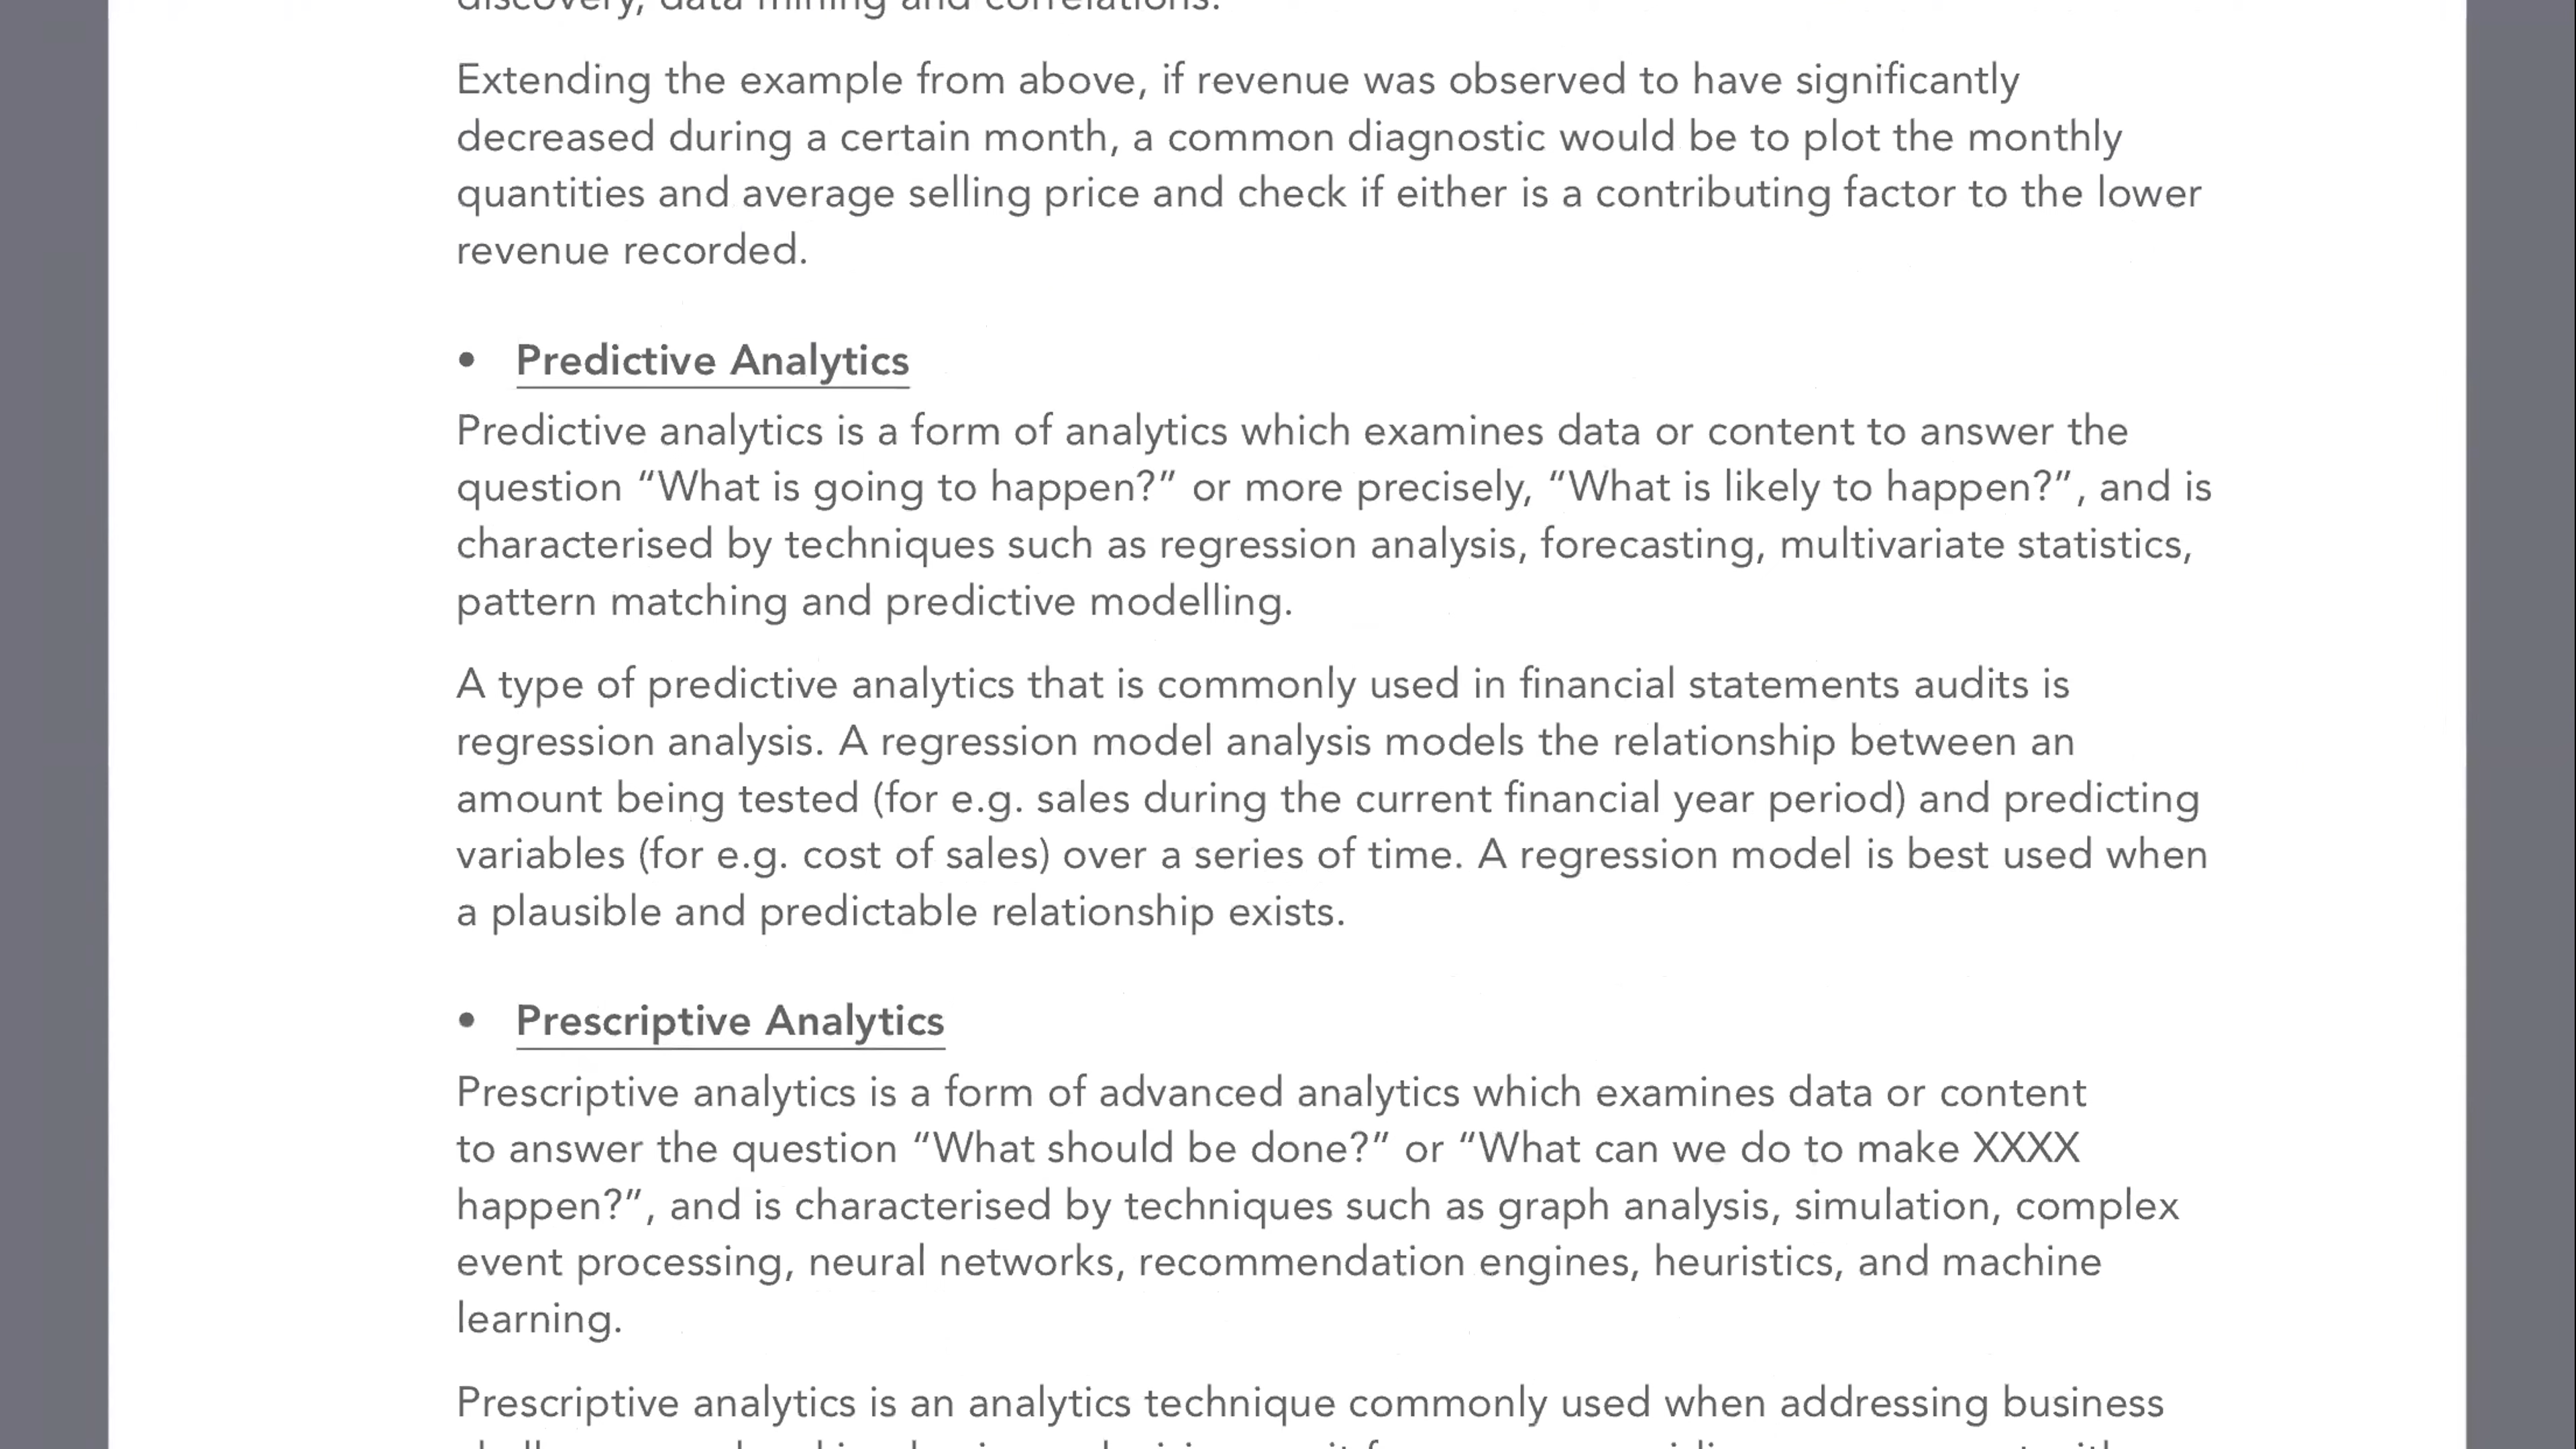 discovery, data mining and correlations.
Extending the example from above, if revenue was observed to have significantly
decreased during a certain month, a common diagnostic would be to plot the monthly
quantities and average selling price and check if either is a contributing factor to the lower
revenue recorded.
• Predictive Analytics
Predictive analytics is a form of analytics which examines data or content to answer the
question “What is going to happen?” or more precisely, “What is likely to happen?”, and is
characterised by techniques such as regression analysis, forecasting, multivariate statistics,
pattern matching and predictive modelling.
A type of predictive analytics that is commonly used in financial statements audits is
regression analysis. A regression model analysis models the relationship between an
amount being tested (for e.g. sales during the current financial year period) and predicting
variables (for e.g. cost of sales) over a series of time. A regression model is best used when
a plausible and predictable relationship exists.
• Prescriptive Analytics
Prescriptive analytics is a form of advanced analytics which examines data or content
to answer the question “What should be done?” or “What can we do to make XXXX
happen?”, and is characterised by techniques such as graph analysis, simulation, complex
event processing, neural networks, recommendation engines, heuristics, and machine
learning.
Prescriptive analytics is an analytics technique commonly used when addressing business